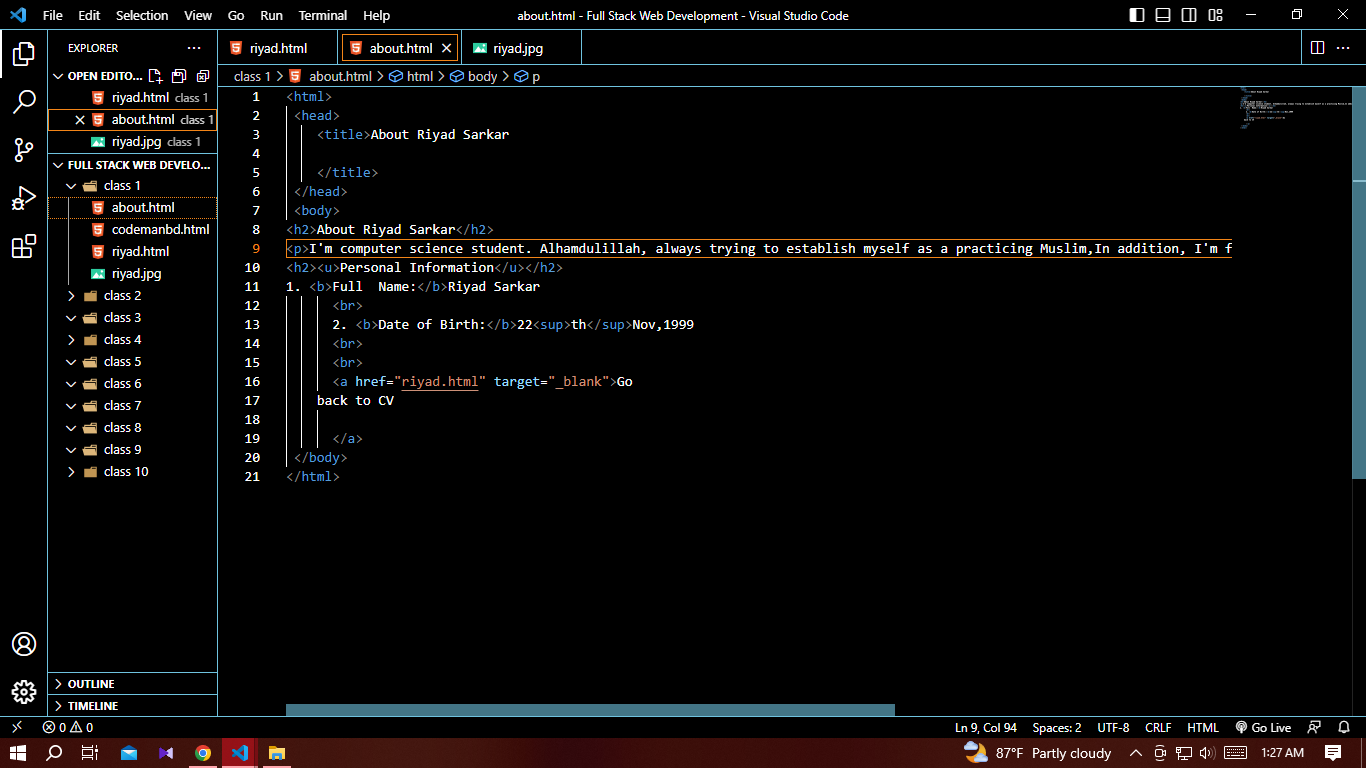 File Edit Selection View Go Run Terminal Help
about.html - Full Stack Web Development - Visual Studio Code
EXPLORER
OPEN EDITO...
riyad.html class 1
about.html class 1
riyad.jpg class 1
FULL STACK WEB DEVELO...
class 1
about.html
codemanbd.html
riyad.html
riyad.jpg
class 2
class 3
class 4
class 5
class 6
class 7
class 8
class 9
class 10
OUTLINE
TIMELINE
riyad.html about.html riyad.jpg
class 1 > about.html > html > body > p
1 <html>
2 <head>
3 <title>About Riyad Sarkar
4
5 </title>
6 </head>
7 <body>
8 <h2>About Riyad Sarkar</h2>
9 <p>I'm computer science student. Alhamdulillah, always trying to establish myself as a practicing Muslim,In addition, I'm f
10 <h2><u>Personal Information</u></h2>
11 1. <b>Full  Name:</b>Riyad Sarkar
12 <br>
13 2. <b>Date of Birth:</b>22<sup>th</sup>Nov,1999
14 <br>
15 <br>
16 <a href="riyad.html" target="_blank">Go
17 back to CV
18
19 </a>
20 </body>
21 </html>
0 0 Ln 9, Col 94 Spaces: 2 UTF-8 CRLF HTML Go Live
87°F Partly cloudy 1:27 AM